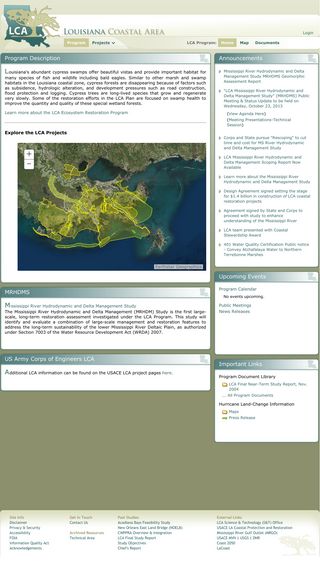 LCA
LOUISIANA COASTAL AREA
Login
Program
Projects
LCA Program:
Home
Map
Documents
Program Description
Louisiana's abundant cypress swamps offer beautiful vistas and provide important habitat for
many species of fish and wildlife including bald eagles. Similar to other marsh and swamp
habitats in the Louisiana coastal zone, cypress forests are disappearing because of factors such
as subsidence, hydrologic alteration, and development pressures such as road construction,
flood protection and logging. Cypress trees are long-lived species that grow and regenerate
very slowly. Some of the restoration efforts in the LCA Plan are focused on swamp health to
improve the quantity and quality of these special wetland forests.
Learn more about the LCA Ecosystem Restoration Program
Explore the LCA Projects
+
−
MRHDMS
Mississippi River Hydrodynamic and Delta Management Study
The Mississippi River Hydrodynamic and Delta Management (MRHDM) Study is the first large-
scale, long-term restoration assessment investigated under the LCA Program. This study will
identify and evaluate a combination of large-scale management and restoration features to
address the long-term sustainability of the lower Mississippi River Deltaic Plain, as authorized
under Section 7003 of the Water Resource Development Act (WRDA) 2007.
US Army Corps of Engineers LCA
Additional LCA information can be found on the USACE LCA project pages here.
Announcements
Mississippi River Hydrodynamic and
Delta Management Study MRHDMS
Geomorphic Assessment Report
"LCA Mississippi River Hydrodynamic and
Delta Management Study" (MRHDMS) Public
Meeting & Status Update to be held on
Wednesday, October 23, 2013
(View Agenda Here)
(Meeting Presentations-Technical
Session)
Corps and State pursue "Rescoping" to cut
time and cost for MS River Hydrodynamic
and Delta Management Study
LCA Mississippi River Hydrodynamic and
Delta Management Scoping Report Now
Available
Learn more about the Mississippi River
Hydrodynamic and Delta Management Study
Design Agreement signed setting the stage
for $1.4 billion in construction of LCA coastal
restoration projects
Agreement signed by State and Corps to
proceed with study to enhance
understanding of the Mississippi River
LCA team presented with Coastal
Stewardship Award
401 Water Quality Certification Public notice
- Convey Atchafalaya Water to Northern
Terrebonne Marshes
Upcoming Events
Program Calendar
No events upcoming.
Public Meetings
News Releases
Important Links
Program Document Library
LCA Final Near-Term Study Report, Nov.
2004
... All Program Documents
Hurricane Land-Change Information
Maps
Press Release
Site Info
Disclaimer
Privacy & Security
Accessibility
FOIA
Information Quality Act
Acknowledgements
Get In Touch
Contact Us
Archived Resources
Technical Area
Past Studies
Acadiana Bays Feasibility Study
New Orleans East Land Bridge (NOELB)
CWPPRA Overview & Integration
LCA Final Study Report
Study Objectives
Chief's Report
External Links
LCA Science & Technology (S&T) Office
USACE LA Coastal Protection and Restoration
Mississippi River Gulf Outlet (MRGO)
USACE MVN | USGS | DNR
Coast 2050
LaCoast